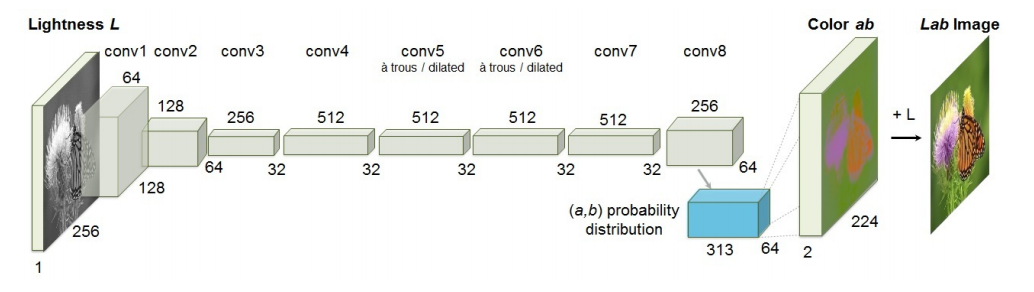 Lightness L
conv1
conv2
conv3
conv4
conv5
à trous / dilated
conv6
à trous / dilated
conv7
conv8
Color ab
Lab Image
64
128
256
512
512
512
512
256
+ L
128
64
32
32
32
32
32
64
256
1
(a,b) probability
distribution
313
64
2
224